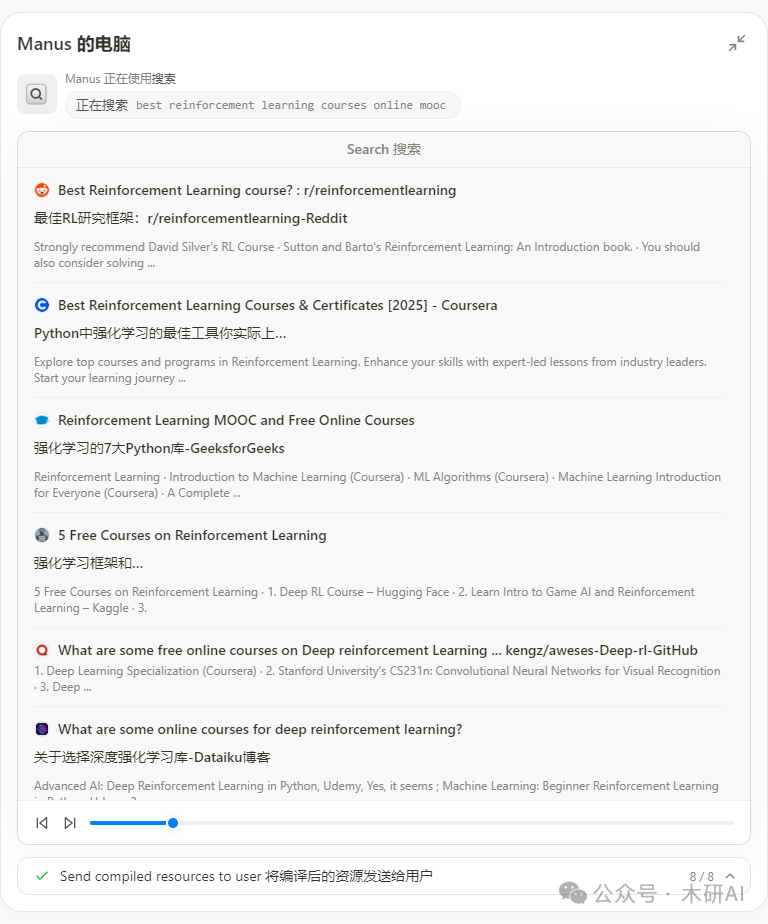 Manus 的电脑
Manus 正在使用搜索
正在搜索 best reinforcement learning courses online mooc
Search 搜索
Best Reinforcement Learning course? : r/reinforcementlearning
最佳RL研究框架：r/reinforcementlearning-Reddit
Strongly recommend David Silver's RL Course · Sutton and Barto's Reinforcement Learning: An Introduction book. · You should
also consider solving ...
Best Reinforcement Learning Courses & Certificates [2025] - Coursera
Python中强化学习的最佳工具你实际上...
Explore top courses and programs in Reinforcement Learning. Enhance your skills with expert-led lessons from industry leaders.
Start your learning journey ...
Reinforcement Learning MOOC and Free Online Courses
强化学习的7大Python库-GeeksforGeeks
Reinforcement Learning · Introduction to Machine Learning (Coursera) · ML Algorithms (Coursera) · Machine Learning Introduction
for Everyone (Coursera) · A Complete ...
5 Free Courses on Reinforcement Learning
强化学习框架和...
5 Free Courses on Reinforcement Learning · 1. Deep RL Course – Hugging Face · 2. Learn Intro to Game AI and Reinforcement
Learning – Kaggle · 3.
What are some free online courses on Deep reinforcement Learning ... kengz/aweses-Deep-rl-GitHub
1. Deep Learning Specialization (Coursera) · 2. Stanford University's CS231n: Convolutional Neural Networks for Visual Recognition
· 3. Deep ...
What are some online courses for deep reinforcement learning?
关于选择深度强化学习库-Dataiku博客
Advanced AI: Deep Reinforcement Learning in Python, Udemy, Yes, it seems ; Machine Learning: Beginner Reinforcement Learning
Send compiled resources to user 将编译后的资源发送给用户
8 / 8
公众号 · 木研AI